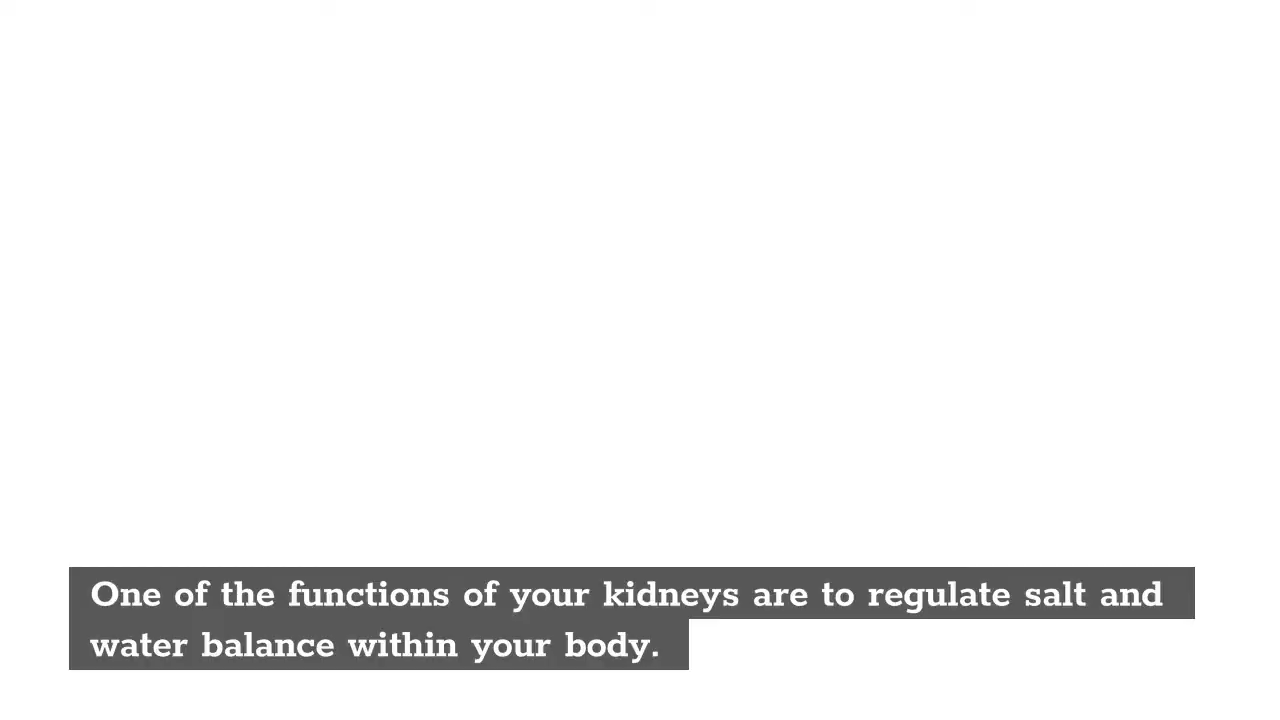 One of the functions of your kidneys are to regulate salt and
water balance within your body.